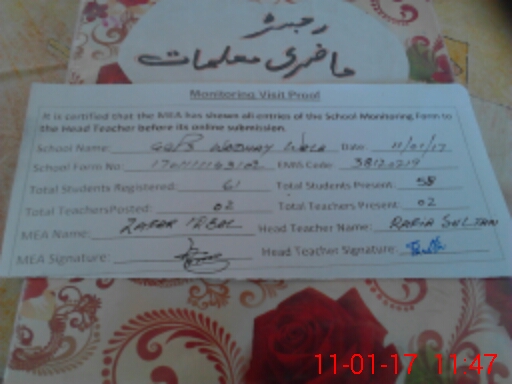 رجسٹر
حاضری معلمات
Monitoring Visit Proof
It is certified that the MEA has shown all entries of the School Monitoring Form to
the Head Teacher before its online submission.
School Name: GGPS Date: 11/01/17
School Form No: EMIS Code: 38120219
Total Students Registered: 61 Total Students Present: 58
Total Teachers Posted: 02 Total Teachers Present: 02
MEA Name: ZAFAR IQBAL Head Teacher Name: RAFIA SULTAN
MEA Signature: Head Teacher Signature:
11-01-17 11:47